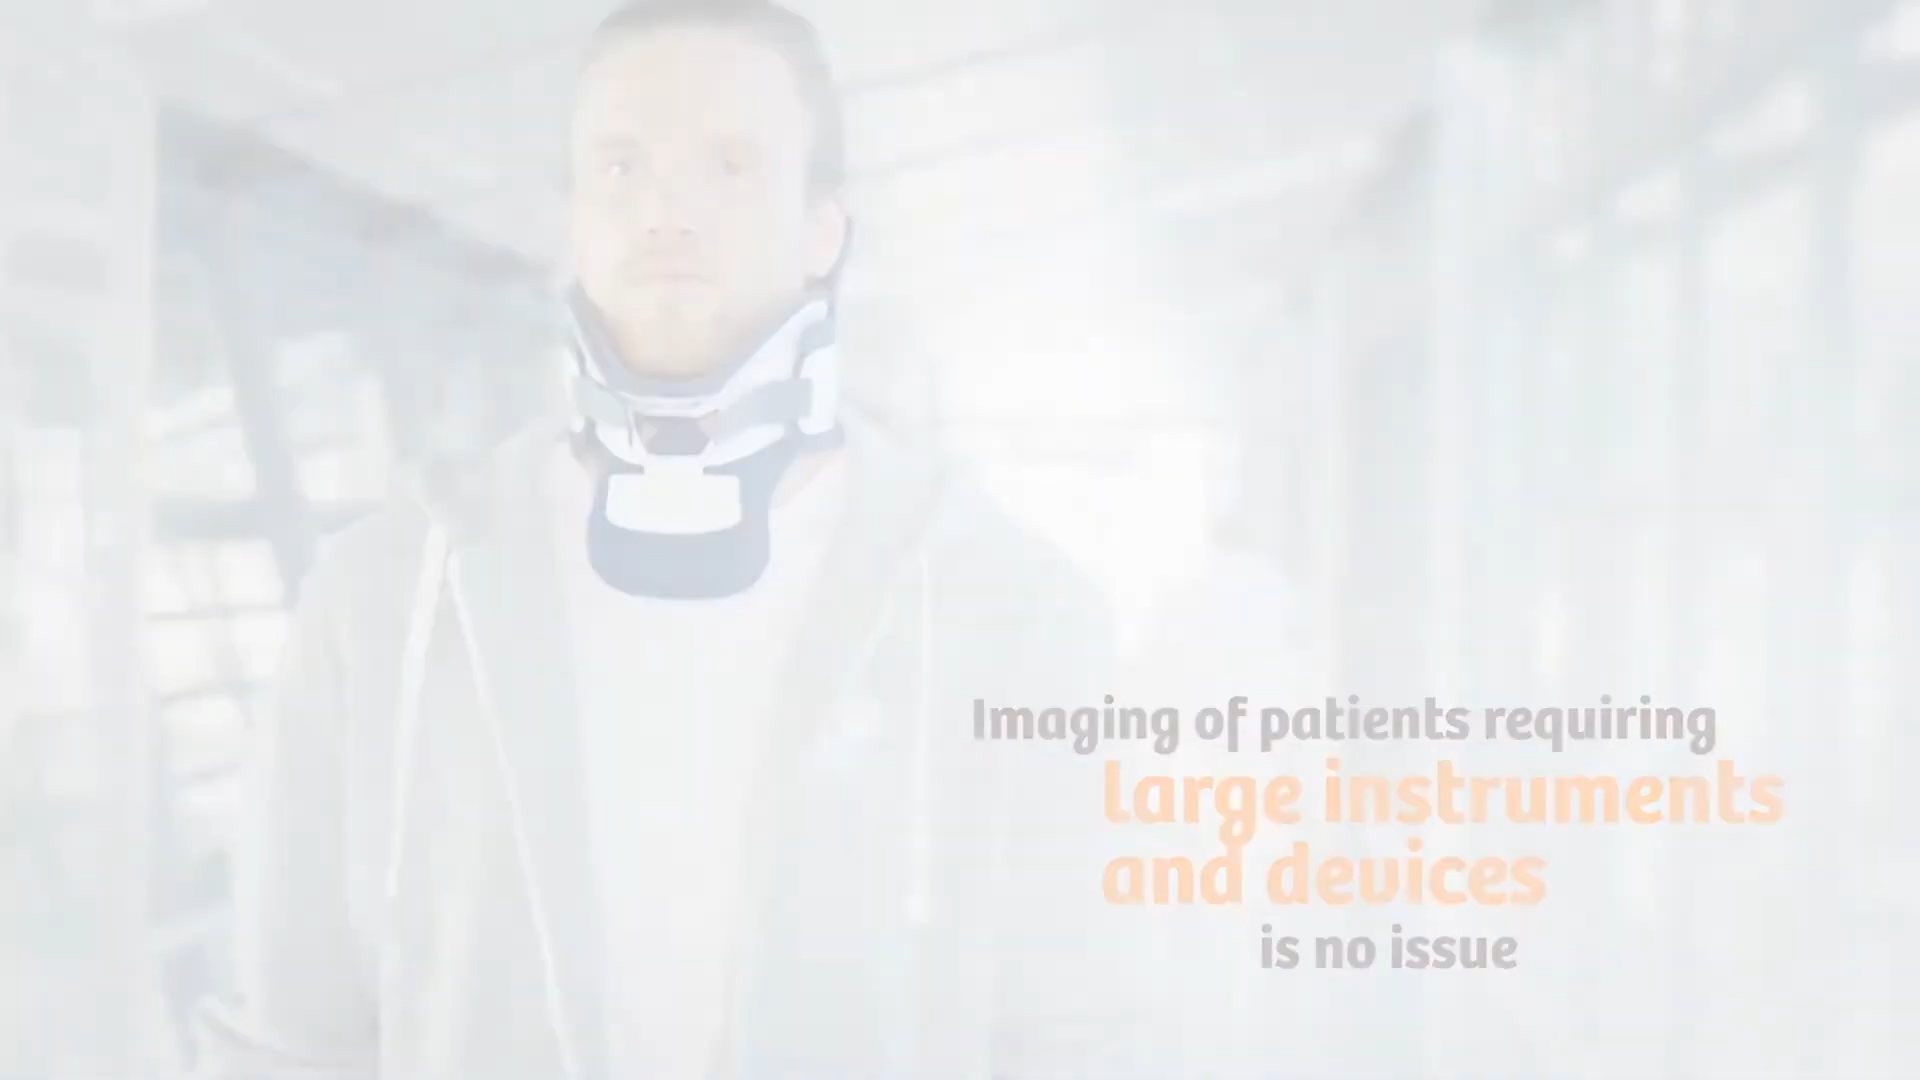 Imaging of patients requiring
large instruments
and devices
is no issue